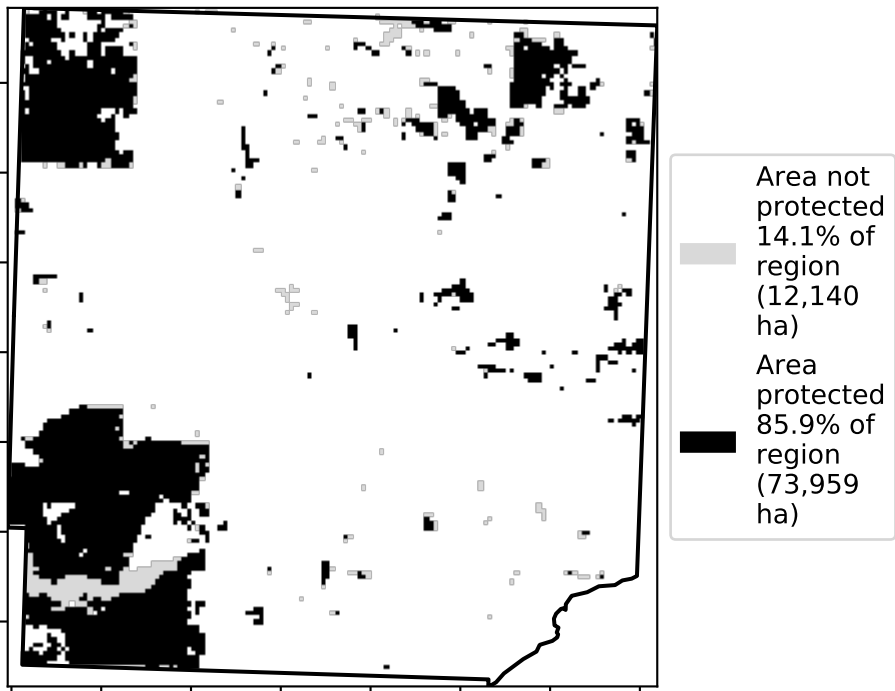 Area not
protected
14.1% of
region
(12,140
ha)
Area
protected
85.9% of
region
(73,959
ha)